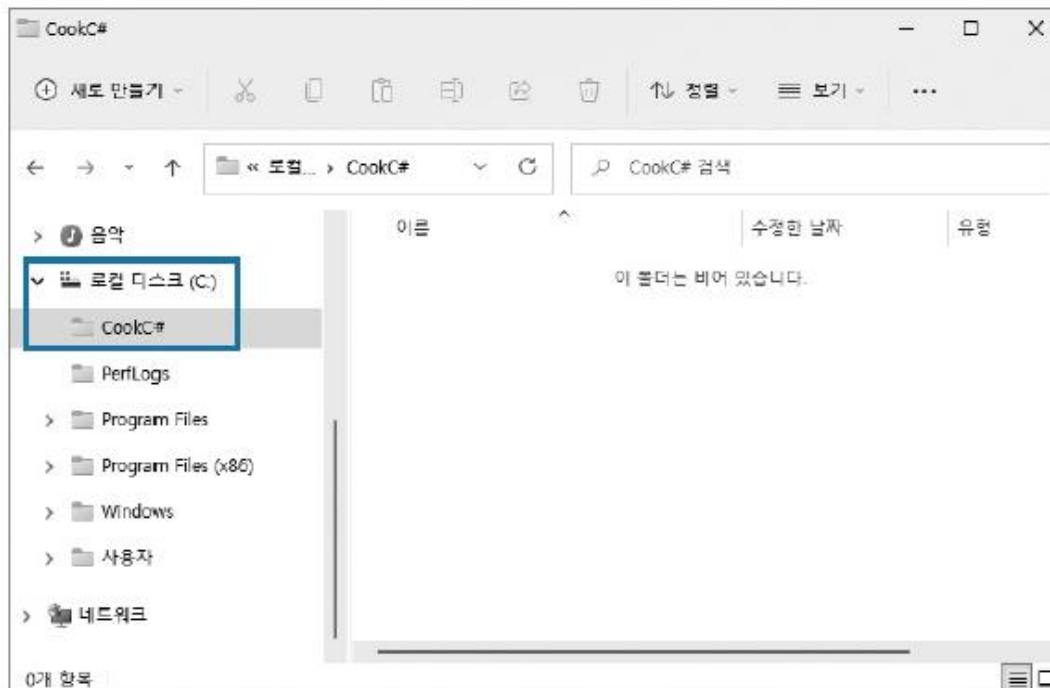 CookC#
새로 만들기
정렬
보기
« 로컬... › CookC#
CookC# 검색
이름
수정한 날짜
유형
음악
이 폴더는 비어 있습니다.
로컬 디스크 (C:)
CookC#
PerfLogs
Program Files
Program Files (x86)
Windows
사용자
네트워크
0개 항목